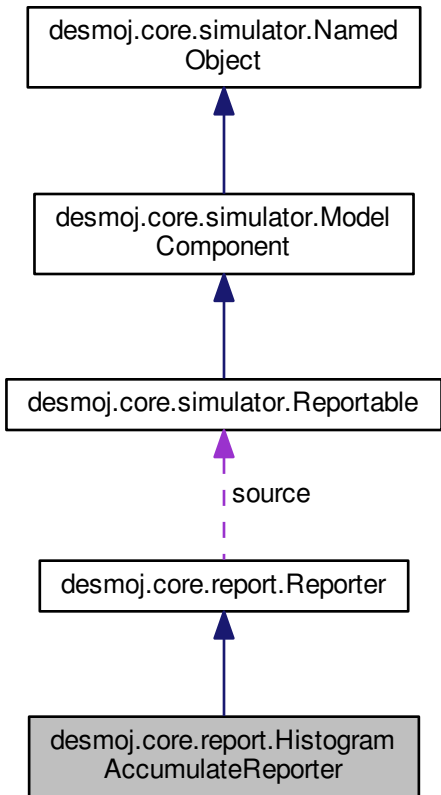 desmoj.core.simulator.Named
Object
desmoj.core.simulator.Model
Component
desmoj.core.simulator.Reportable
source
desmoj.core.report.Reporter
desmoj.core.report.Histogram
AccumulateReporter